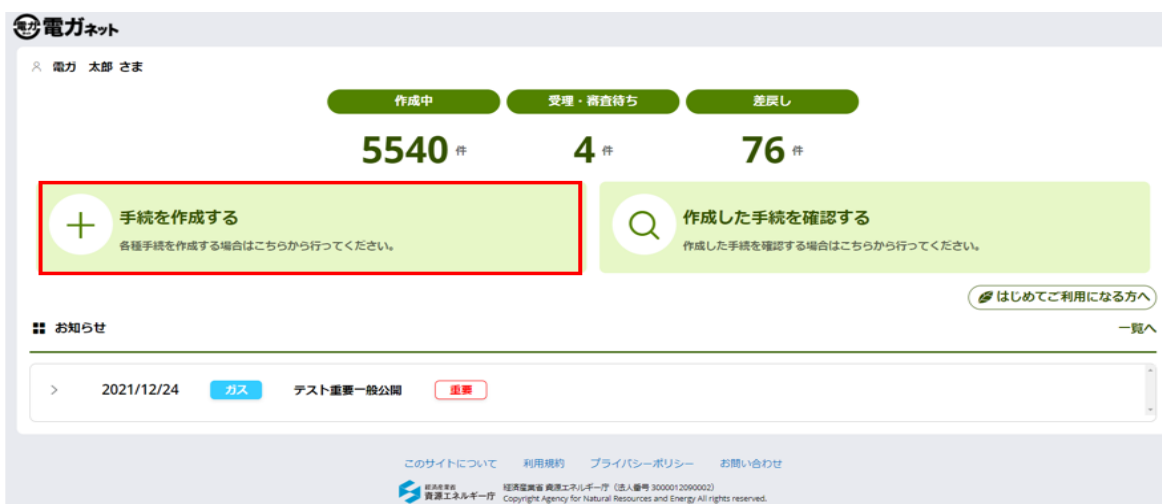 電ガ 電ガネット
電ガ 太郎 さま
作成中 受理・審査待ち 差戻し
5540 件 4 件 76 件
手続を作成する
各種手続を作成する場合はこちらから行ってください。
作成した手続を確認する
作成した手続を確認する場合はこちらから行ってください。
はじめてご利用になる方へ
お知らせ 一覧へ
2021/12/24 ガス テスト重要一般公開 重要
このサイトについて 利用規約 プライバシーポリシー お問い合わせ
経済産業省
資源エネルギー庁
経済産業省 資源エネルギー庁（法人番号 3000012090002）
Copyright Agency for Natural Resources and Energy All rights reserved.